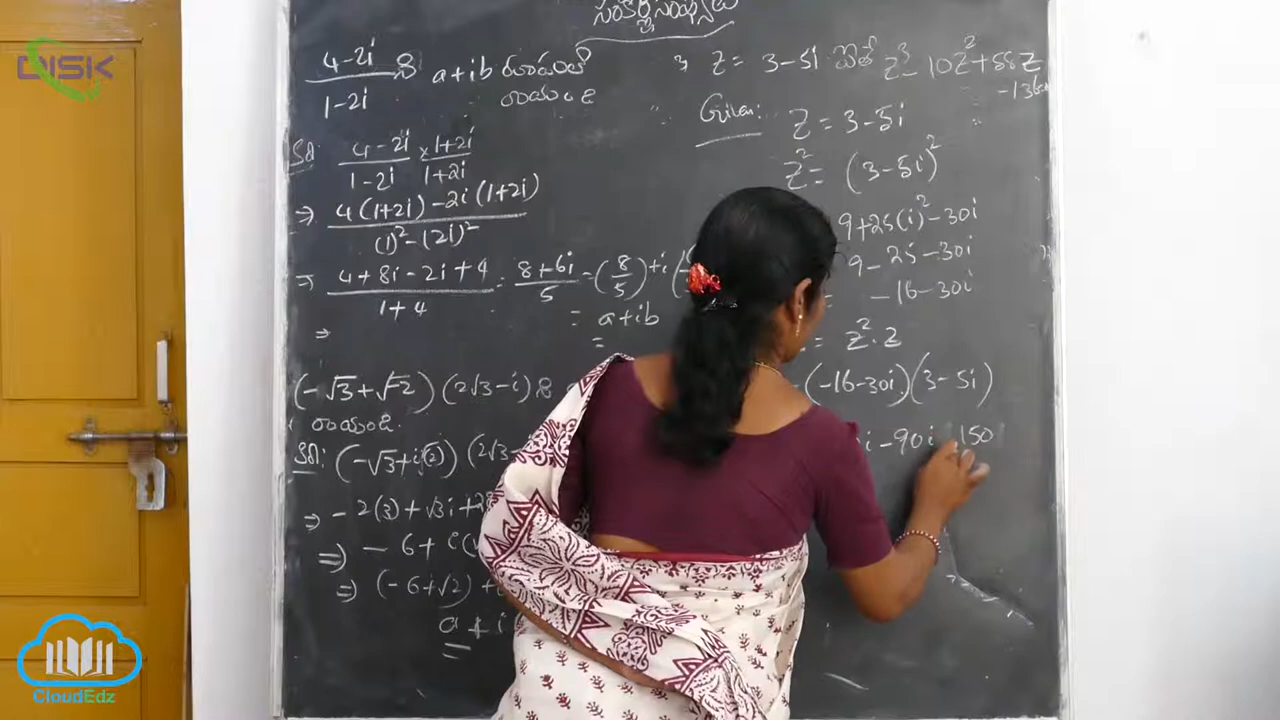 DISK
సంకీర్ణ సంఖ్యలు
4-2i / 1-2i ని a+ib రూపంలో
రాయండి
Sol: 4-2i / 1-2i × 1+2i / 1+2i
⇒ 4(1+2i) -2i(1+2i) / (1)² - (2i)²
⇒ 4+8i-2i+4 / 1+4 = 8+6i / 5 = (8/5) + i
= a+ib
=
⇒
(-√3+√-2) (2√3-i) ని
రాయండి.
Sol: (-√3+i√2) (2√3-
⇒ -2(3) + √3i +
⇒ -6+
⇒ (-6+√2) +
a + i
z = 3-5i అయితే z³-10z²+58z
-136
Given: z = 3-5i
z² = (3-5i)²
9+25(i)²-30i
9-25-30i
= -16-30i
= z².z
(-16-30i).(3-5i)
i-90i 150
CloudEdz